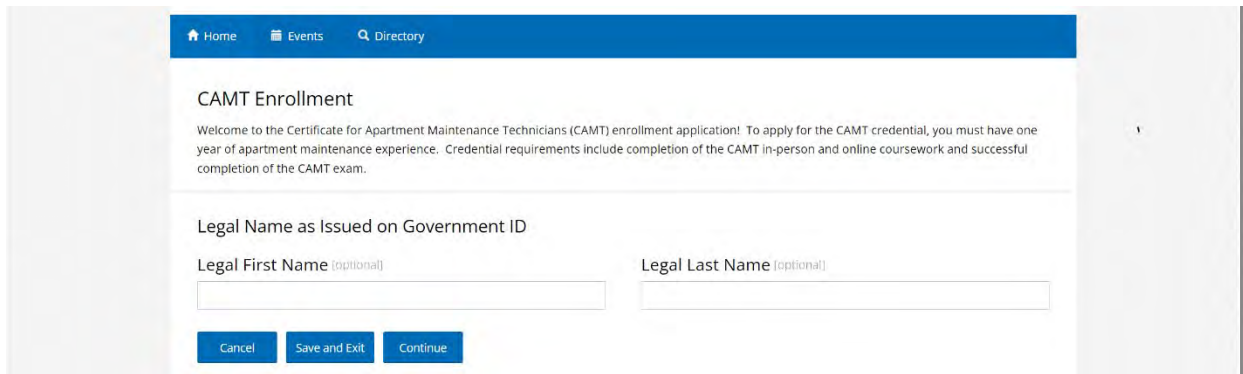 Home Events Directory
CAMT Enrollment
Welcome to the Certificate for Apartment Maintenance Technicians (CAMT) enrollment application! To apply for the CAMT credential, you must have one
year of apartment maintenance experience. Credential requirements include completion of the CAMT in-person and online coursework and successful
completion of the CAMT exam.
Legal Name as Issued on Government ID
Legal First Name [optional] Legal Last Name [optional]
Cancel Save and Exit Continue